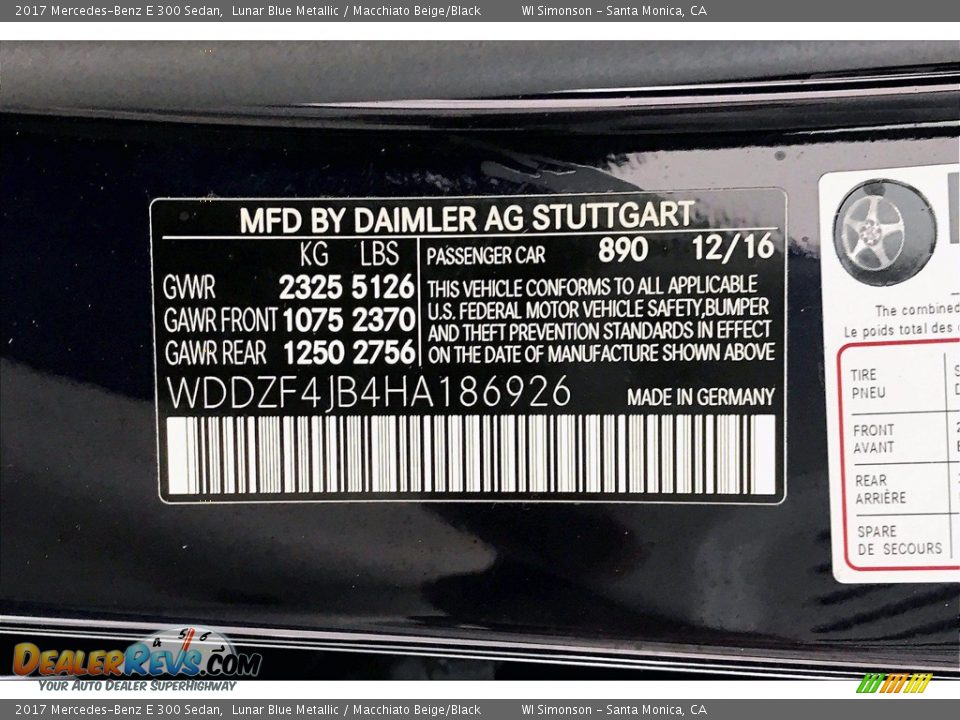 2017 Mercedes-Benz E 300 Sedan, Lunar Blue Metallic / Macchiato Beige/Black WI Simonson - Santa Monica, CA
MFD BY DAIMLER AG STUTTGART
KG LBS
GVWR 2325 5126
GAWR FRONT 1075 2370
GAWR REAR 1250 2756
PASSENGER CAR 890 12/16
THIS VEHICLE CONFORMS TO ALL APPLICABLE
U.S. FEDERAL MOTOR VEHICLE SAFETY,BUMPER
AND THEFT PREVENTION STANDARDS IN EFFECT
ON THE DATE OF MANUFACTURE SHOWN ABOVE
WDDZF4JB4HA186926 MADE IN GERMANY
The combined
Le poids total des
TIRE
PNEU
FRONT
AVANT
REAR
ARRIÈRE
SPARE
DE SECOURS
4 5 6
DEALERREVS.COM
YOUR AUTO DEALER SUPERHIGHWAY
2017 Mercedes-Benz E 300 Sedan, Lunar Blue Metallic / Macchiato Beige/Black WI Simonson - Santa Monica, CA